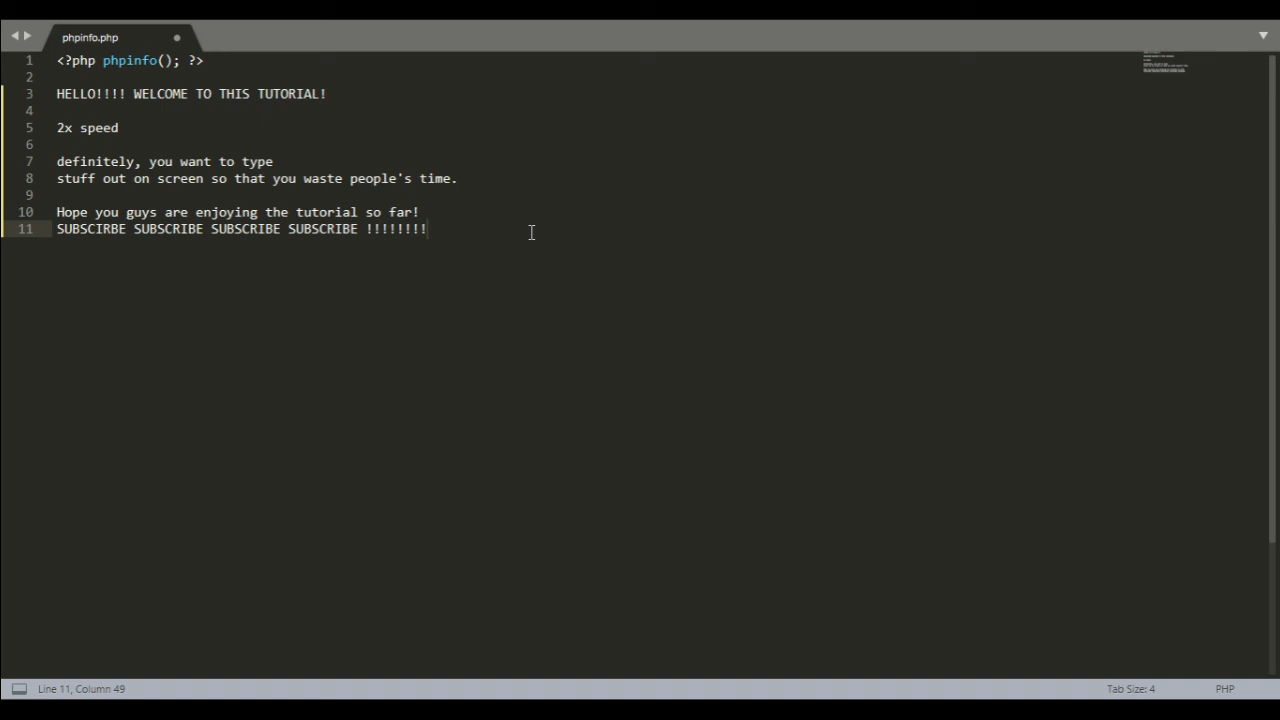 phpinfo.php
1 <?php phpinfo(); ?>
2
3 HELLO!!!! WELCOME TO THIS TUTORIAL!
4
5 2x speed
6
7 definitely, you want to type
8 stuff out on screen so that you waste people's time.
9
10 Hope you guys are enjoying the tutorial so far!
11 SUBSCIRBE SUBSCRIBE SUBSCRIBE SUBSCRIBE !!!!!!!!
Line 11, Column 49 Tab Size: 4 PHP